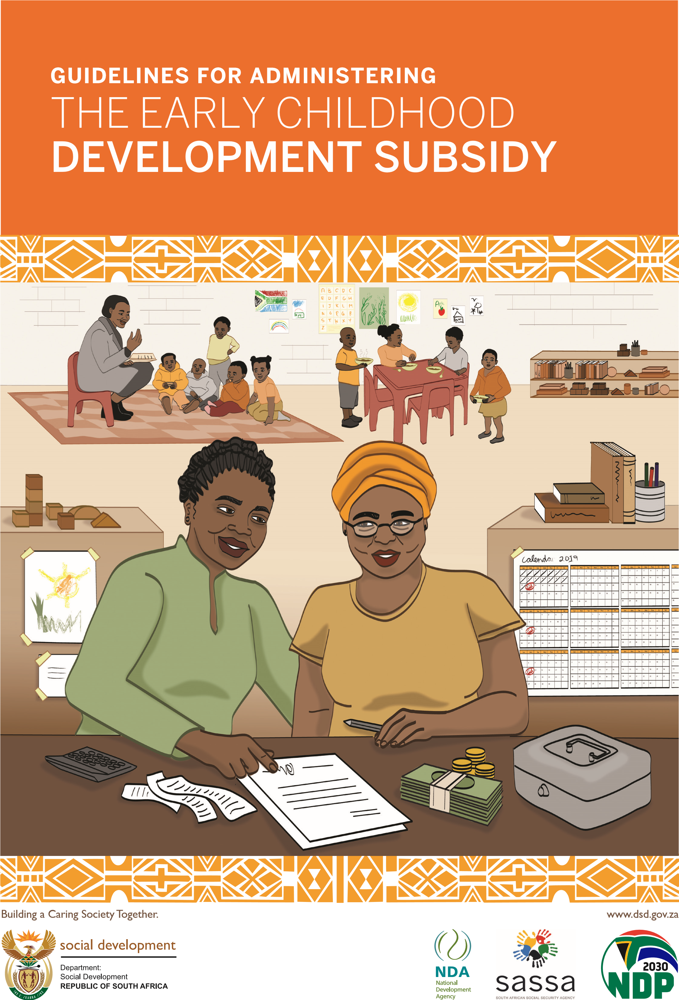 GUIDELINES FOR ADMINISTERING
THE EARLY CHILDHOOD
DEVELOPMENT SUBSIDY
A B C D C
E D F G H
I J K L M
N O P Q R
S T W X Y
Z
Apple
Calendar 2019
Building a Caring Society Together.
www.dsd.gov.za
social development
Department:
Social Development
REPUBLIC OF SOUTH AFRICA
!KE E: /XARRA //KE
NDA
National
Development
Agency
sassa
SOUTH AFRICAN SOCIAL SECURITY AGENCY
2030
NDP